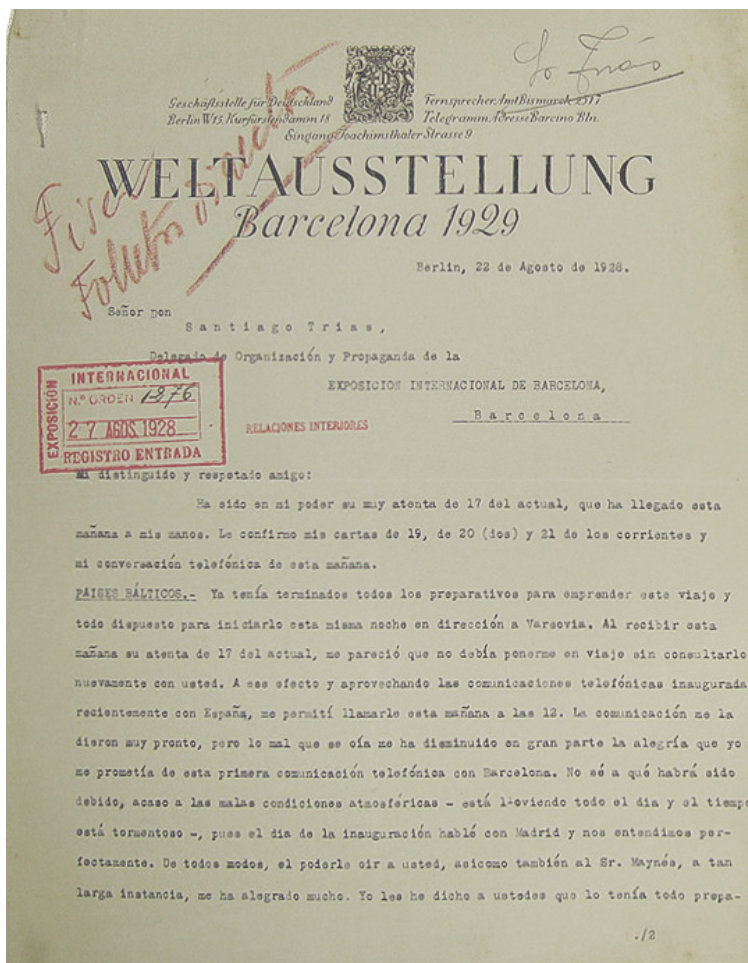 Geschäftsstelle für Deutschland
Berlin W15. Kurfürstendamm 18
Fernsprecher: Amt Bismarck 2517
Telegramm Adresse Barcino Bln.
Eingang Joachimsthaler Strasse 9
WELTAUSSTELLUNG
Barcelona 1929
Berlin, 22 de Agosto de 1928.
Señor Don
Santiago Trias,
Delegado de Organización y Propaganda de la
EXPOSICION INTERNACIONAL DE BARCELONA,
Barcelona
EXPOSICIÓN
INTERNACIONAL
N.º ORDEN 1276
27 AGOS. 1928
REGISTRO ENTRADA
RELACIONES INTERIORES
Mi distinguido y respetado amigo:
Ha sido en mi poder su muy atenta de 17 del actual, que ha llegado esta
mañana a mis manos. Le confirmo mis cartas de 19, de 20 (dos) y 21 de los corrientes y
mi conversación telefónica de esta mañana.
PAISES BÁLTICOS.- Ya tenía terminados todos los preparativos para emprender este viaje y
todo dispuesto para iniciarlo esta misma noche en dirección a Varsovia. Al recibir esta
mañana su atenta de 17 del actual, me pareció que no debía ponerme en viaje sin consultarlo
nuevamente con usted. A ese efecto y aprovechando las comunicaciones telefónicas inaugurada
recientemente con España, me permití llamarle esta mañana a las 12. La comunicación me la
dieron muy pronto, pero lo mal que se oía me ha disminuido en gran parte la alegría que yo
me prometía de esta primera comunicación telefónica con Barcelona. No sé a qué habrá sido
debido, acaso a las malas condiciones atmosféricas - está lloviendo todo el dia y el tiempo
está tormentoso -, pues el dia de la inauguración hablé con Madrid y nos entendimos per-
fectamente. De todos modos, el poderle oir a usted, asicomo también al Sr. Maynés, a tan
larga instancia, me ha alegrado mucho. Yo les he dicho a ustedes que lo tenía todo prepa-
./2